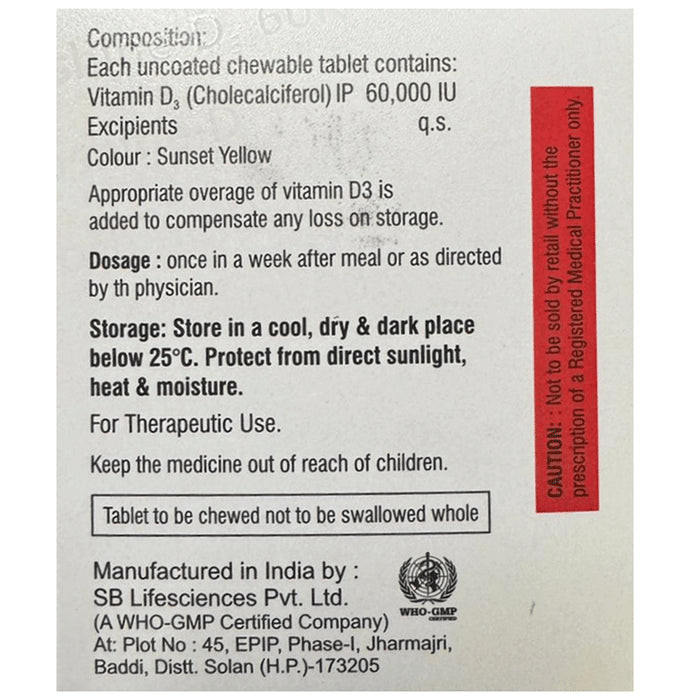 Composition:
Each uncoated chewable tablet contains:
Vitamin D3 (Cholecalciferol) IP 60,000 IU
Excipients q.s.
Colour : Sunset Yellow
Appropriate overage of vitamin D3 is
added to compensate any loss on storage.
Dosage : once in a week after meal or as directed
by th physician.
Storage: Store in a cool, dry & dark place
below 25°C. Protect from direct sunlight,
heat & moisture.
For Therapeutic Use.
Keep the medicine out of reach of children.
Tablet to be chewed not to be swallowed whole
Manufactured in India by :
SB Lifesciences Pvt. Ltd.
(A WHO-GMP Certified Company)
At: Plot No : 45, EPIP, Phase-I, Jharmajri,
Baddi, Distt. Solan (H.P.)-173205
WHO-GMP
CERTIFIED
CAUTION: : Not to be sold by retail without the
prescription of a Registered Medical Practitioner only.